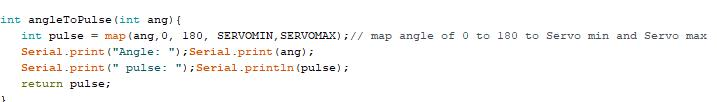 int angleToPulse(int ang){
int pulse = map(ang,0, 180, SERVOMIN,SERVOMAX);// map angle of 0 to 180 to Servo min and Servo max
Serial.print("Angle: ");Serial.print(ang);
Serial.print(" pulse: ");Serial.println(pulse);
return pulse;
}